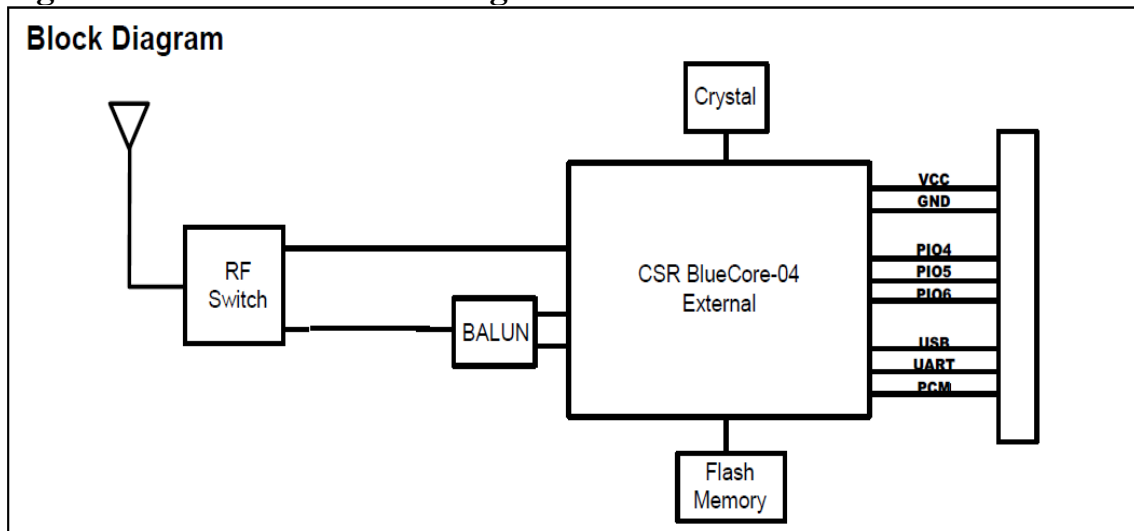 Block Diagram
Crystal
VCC
GND
RF
Switch
PIO4
CSR BlueCore-04
External
PIO5
PIO6
BALUN
USB
UART
PCM
Flash
Memory